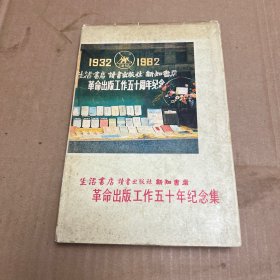 1932 1982
生活书店 读书出版社 新知书店
革命出版工作五十周年纪念
生活书店 读书出版社 新知书店
革命出版工作五十年纪念集